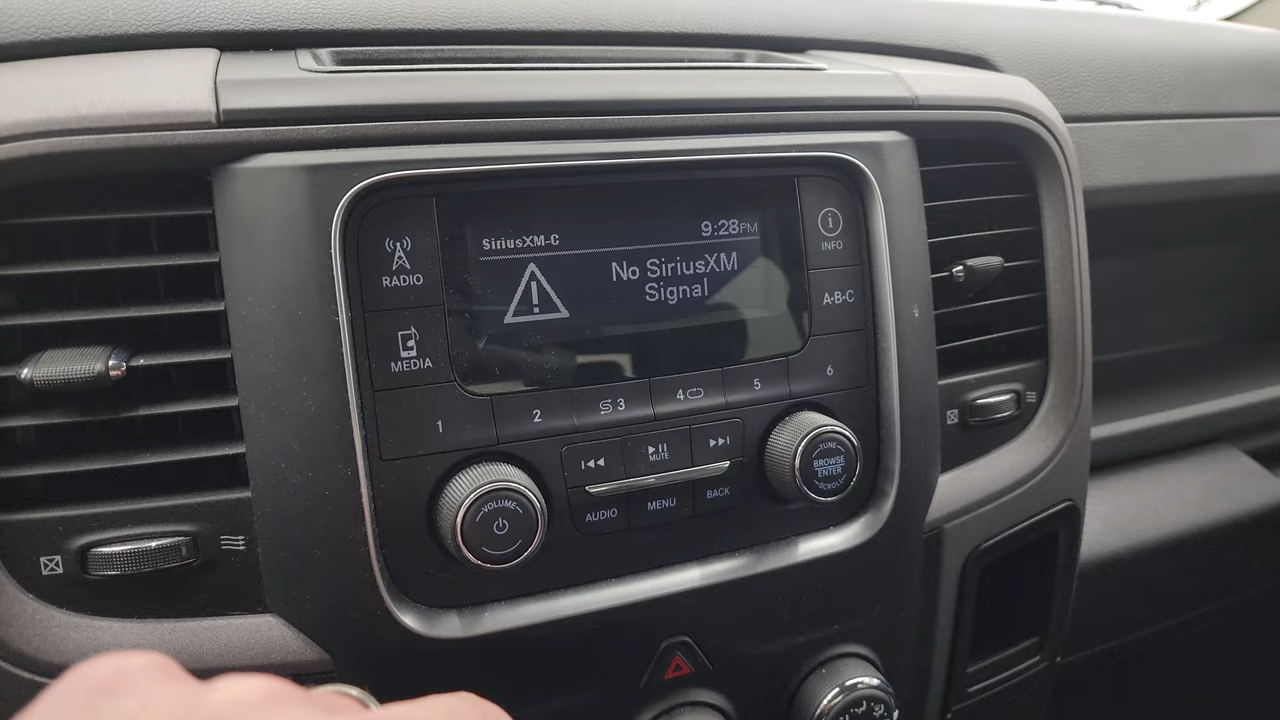 SiriusXM-C
9:28PM
No SiriusXM
Signal
RADIO
MEDIA
INFO
A•B•C
1
2
3
4
5
6
MUTE
AUDIO
MENU
BACK
VOLUME
TUNE
BROWSE
ENTER
SCROLL